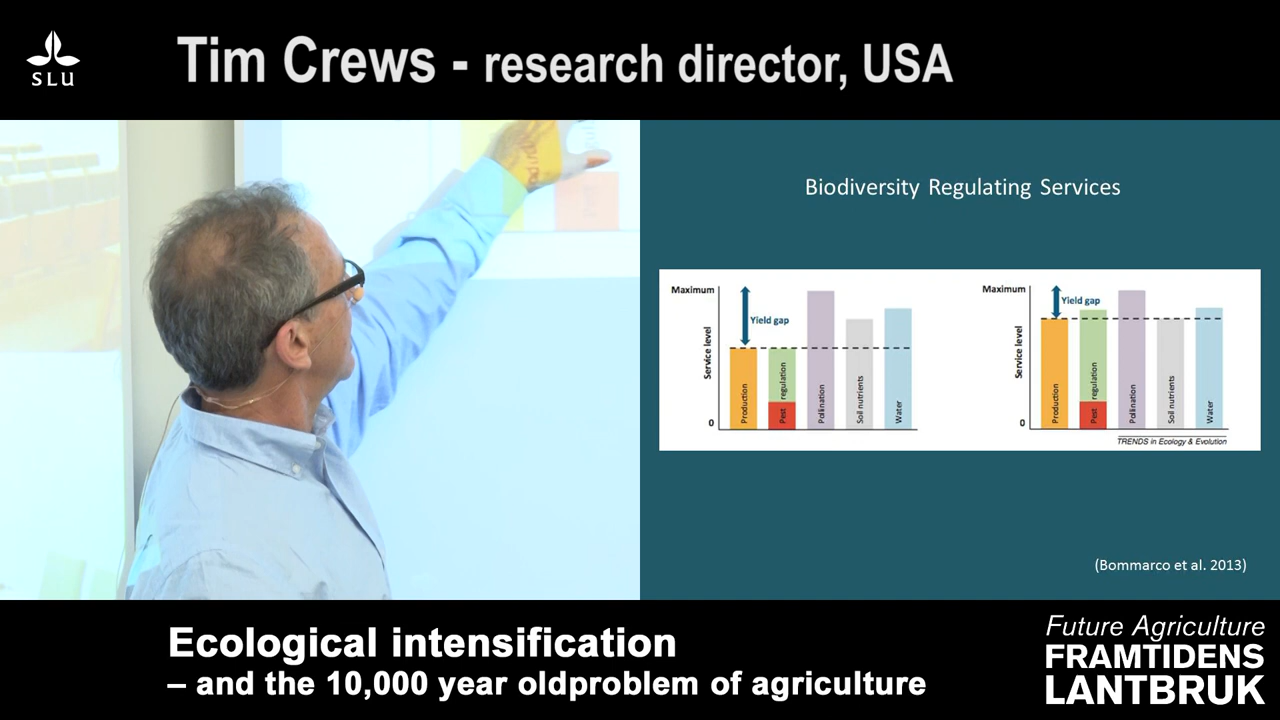 SLU
Tim Crews - research director, USA
Biodiversity Regulating Services
Maximum
Yield gap
Service level
0
Production
Pest regulation
Pollination
Soil nutrients
Water
Maximum
Yield gap
Service level
0
Production
Pest regulation
Pollination
Soil nutrients
Water
TRENDS in Ecology & Evolution
(Bommarco et al. 2013)
Ecological intensification
– and the 10,000 year oldproblem of agriculture
Future Agriculture
FRAMTIDENS
LANTBRUK